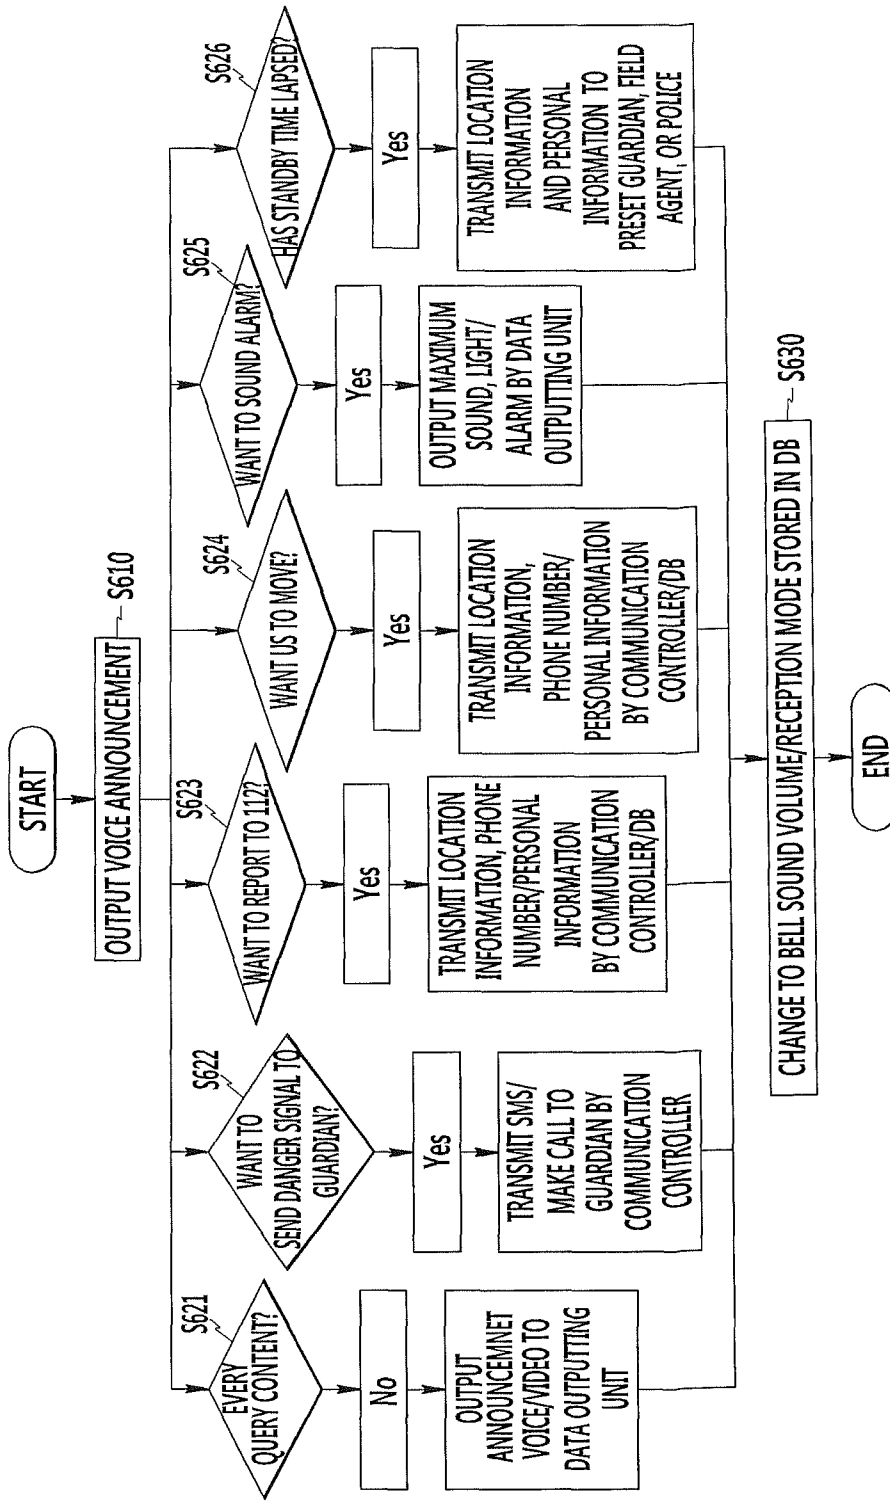 START
OUTPUT VOICE ANNOUNCEMENT
S610
EVERY
QUERY CONTENT?
S621
No
OUTPUT
ANNOUNCEMNET
VOICE/VIDEO TO
DATA OUTPUTTING
UNIT
WANT TO
SEND DANGER SIGNAL TO
GUARDIAN?
S622
Yes
TRANSMIT SMS/
MAKE CALL TO
GUARDIAN BY
COMMUNICATION
CONTROLLER
WANT TO REPORT TO 112?
S623
Yes
TRANSMIT LOCATION
INFORMATION, PHONE
NUMBER/PERSONAL
INFORMATION
BY COMMUNICATION
CONTROLLER/DB
WANT US TO MOVE?
S624
Yes
TRANSMIT LOCATION
INFORMATION,
PHONE NUMBER/
PERSONAL INFORMATION
BY COMMUNICATION
CONTROLLER/DB
WANT TO SOUND ALARM?
S625
Yes
OUTPUT MAXIMUM
SOUND, LIGHT/
ALARM BY DATA
OUTPUTING UNIT
HAS STANDBY TIME LAPSED?
S626
Yes
TRANSMIT LOCATION
INFORMATION
AND PERSONAL
INFORMATION TO
PRESET GUARDIAN, FIELD
AGENT, OR POLICE
CHANGE TO BELL SOUND VOLUME/RECEPTION MODE STORED IN DB
S630
END